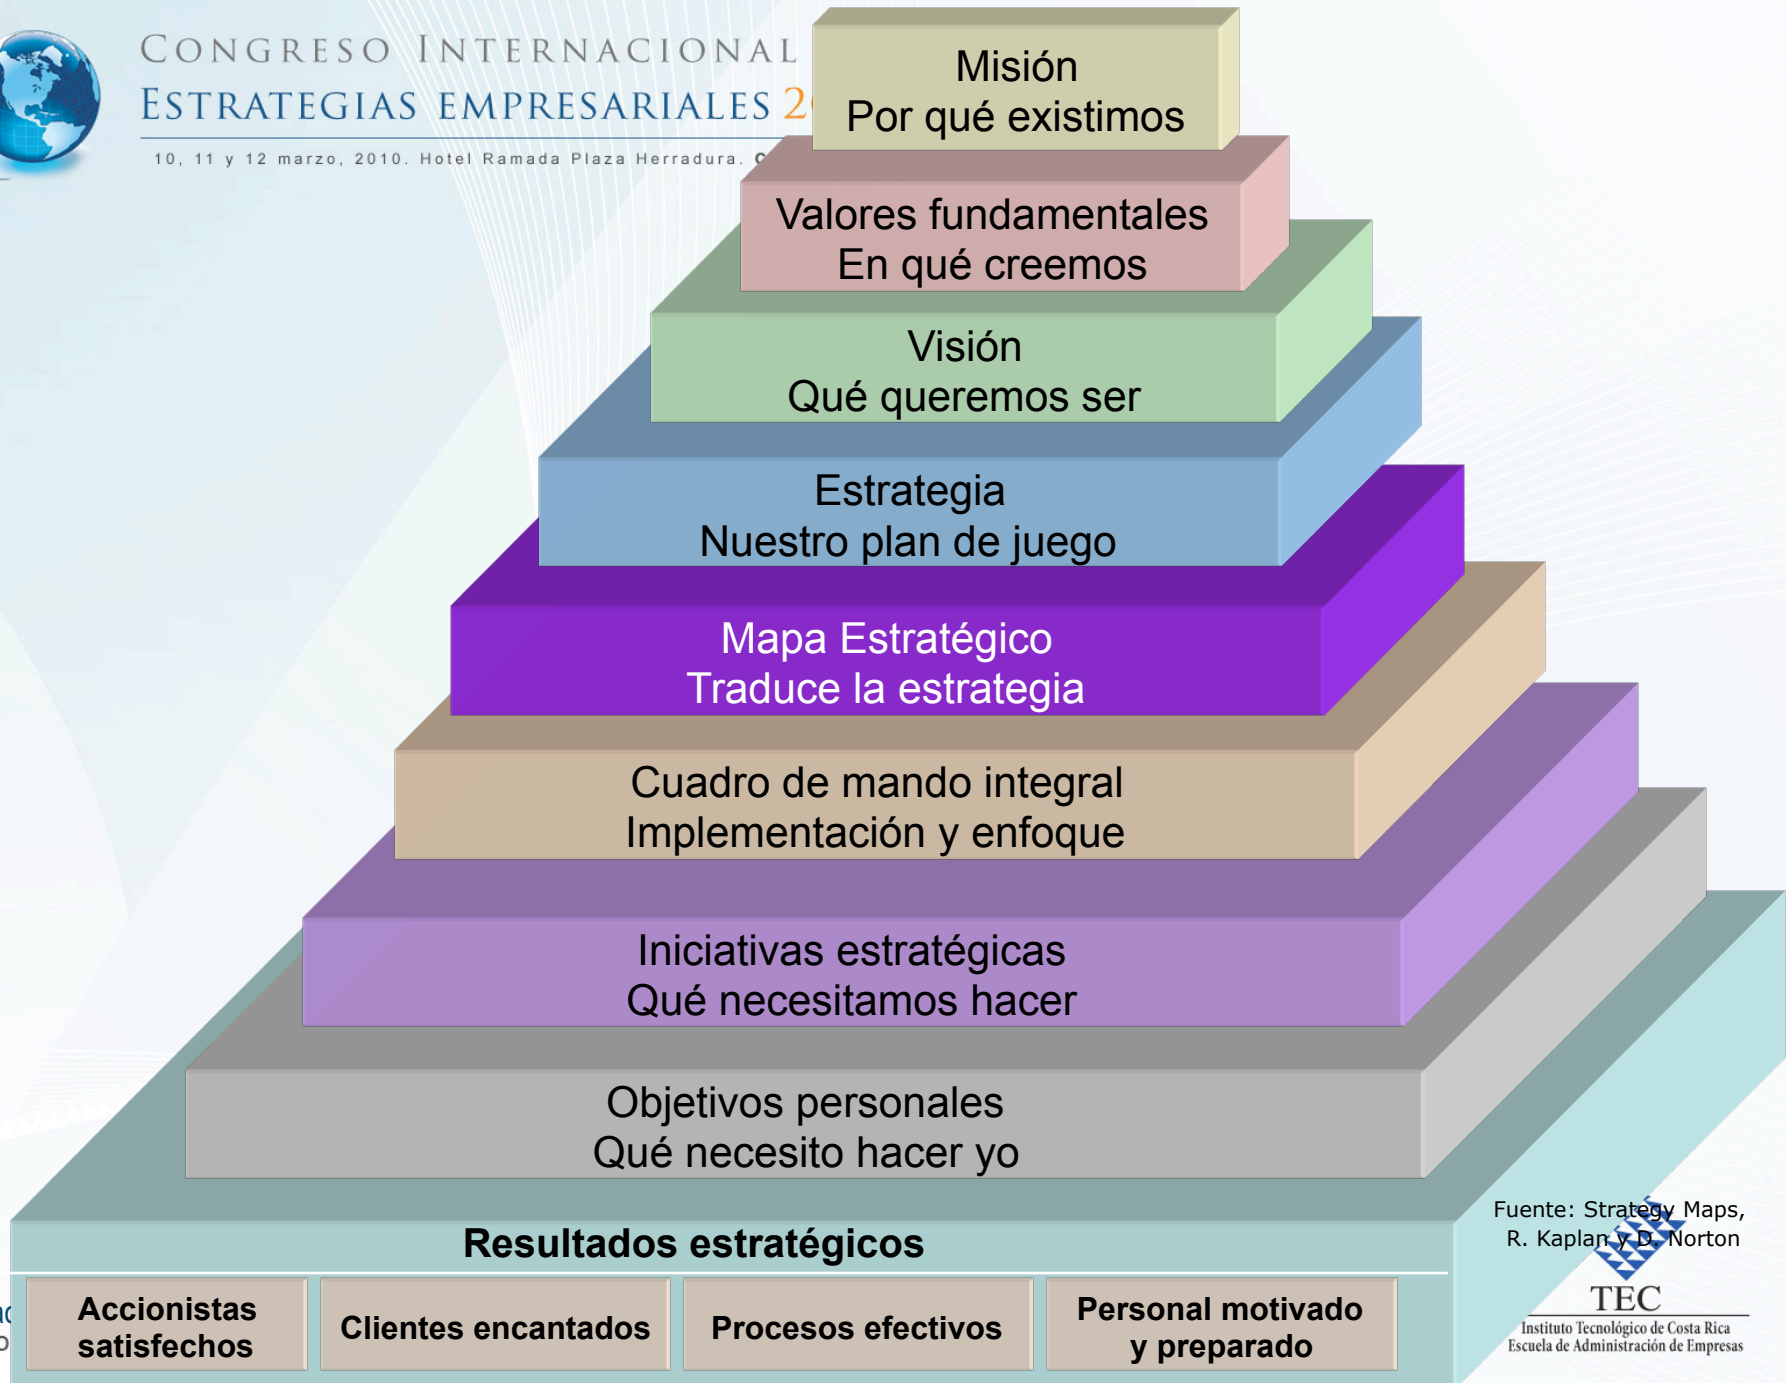 CONGRESO INTERNACIONAL
ESTRATEGIAS EMPRESARIALES
10, 11 y 12 marzo, 2010. Hotel Ramada Plaza Herradura.
Misión
Por qué existimos
Valores fundamentales
En qué creemos
Visión
Qué queremos ser
Estrategia
Nuestro plan de juego
Mapa Estratégico
Traduce la estrategia
Cuadro de mando integral
Implementación y enfoque
Iniciativas estratégicas
Qué necesitamos hacer
Objetivos personales
Qué necesito hacer yo
Resultados estratégicos
Accionistas
satisfechos
Clientes encantados
Procesos efectivos
Personal motivado
y preparado
Fuente: Strategy Maps,
R. Kaplan y D. Norton
TEC
Instituto Tecnológico de Costa Rica
Escuela de Administración de Empresas